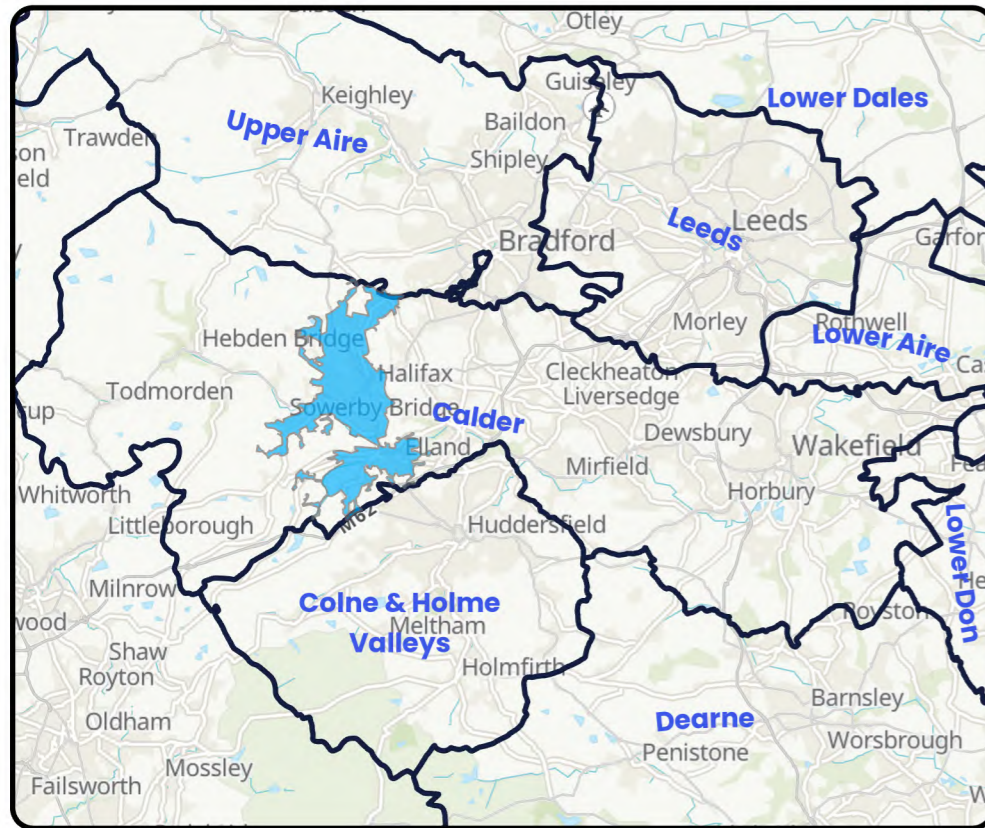 Otley
Guiseley
Keighley
Lower Dales
Baildon
Upper Aire
Trawden
Shipley
Leeds
Leeds
Bradford
Morley
Rothwell
Lower Aire
Hebden Bridge
Halifax
Cleckheaton
Todmorden
Liversedge
Sowerby Bridge
Calder
Dewsbury
Elland
Wakefield
Mirfield
Horbury
Whitworth
Littleborough
M62
Huddersfield
Lower Don
Milnrow
Colne & Holme
Valleys
Meltham
Royston
Shaw
Royton
Holmfirth
Barnsley
Oldham
Dearne
Worsbrough
Penistone
Mossley
Failsworth